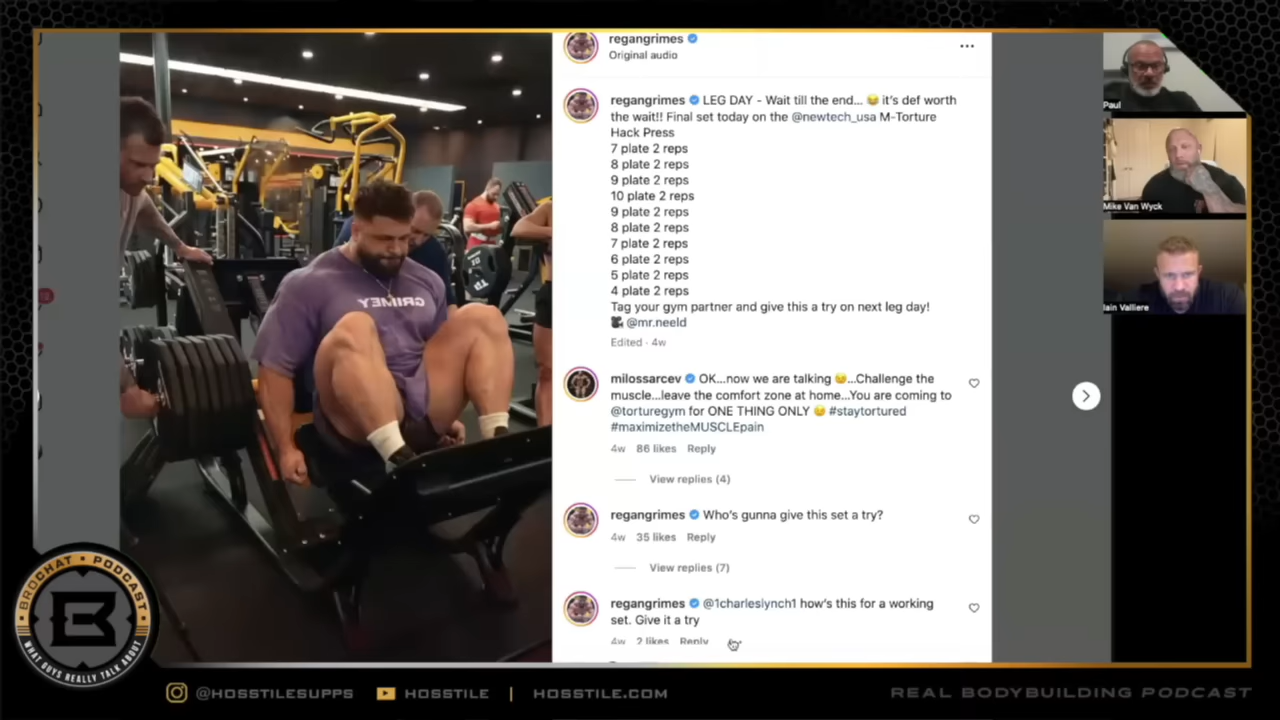 regangrimes
Original audio
regangrimes LEG DAY - Wait till the end... 😂 it's def worth
the wait!! Final set today on the @newtech_usa M-Torture
Hack Press
7 plate 2 reps
8 plate 2 reps
9 plate 2 reps
10 plate 2 reps
9 plate 2 reps
8 plate 2 reps
7 plate 2 reps
6 plate 2 reps
5 plate 2 reps
4 plate 2 reps
Tag your gym partner and give this a try on next leg day!
🎥 @mr.neeld
Edited · 4w
milossarcev OK...now we are talking 😉...Challenge the
muscle...leave the comfort zone at home...You are coming to
@torturegym for ONE THING ONLY 😉 #staytortured
#maximizetheMUSCLEpain
4w 86 likes Reply
View replies (4)
regangrimes Who's gunna give this set a try?
4w 35 likes Reply
View replies (7)
regangrimes @1charleslynch1 how's this for a working
set. Give it a try
4w 2 likes Reply
GRIMEY
Paul
Mike Van Wyck
Iain Valliere
BROCHAT • PODCAST
B
WHAT GUYS REALLY TALK ABOUT
@HOSSTILESUPPS HOSSTILE | HOSSTILE.COM
REAL BODYBUILDING PODCAST